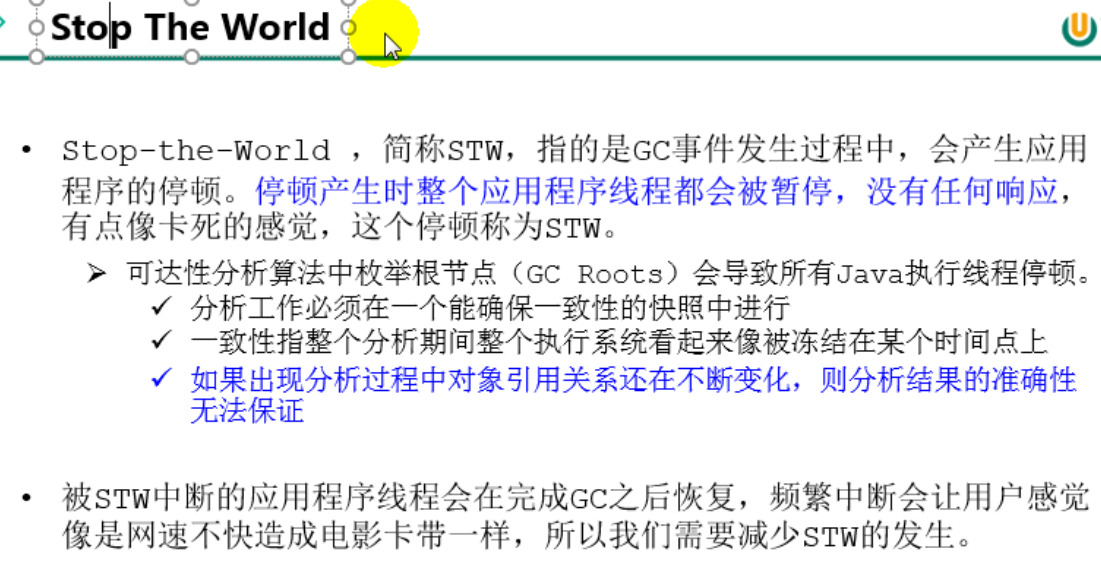 Stop The World
• Stop-the-World ，简称STW，指的是GC事件发生过程中，会产生应用
程序的停顿。停顿产生时整个应用程序线程都会被暂停，没有任何响应，
有点像卡死的感觉，这个停顿称为STW。
➢ 可达性分析算法中枚举根节点（GC Roots）会导致所有Java执行线程停顿。
✓ 分析工作必须在一个能确保一致性的快照中进行
✓ 一致性指整个分析期间整个执行系统看起来像被冻结在某个时间点上
✓ 如果出现分析过程中对象引用关系还在不断变化，则分析结果的准确性
无法保证
• 被STW中断的应用程序线程会在完成GC之后恢复，频繁中断会让用户感觉
像是网速不快造成电影卡带一样，所以我们需要减少STW的发生。